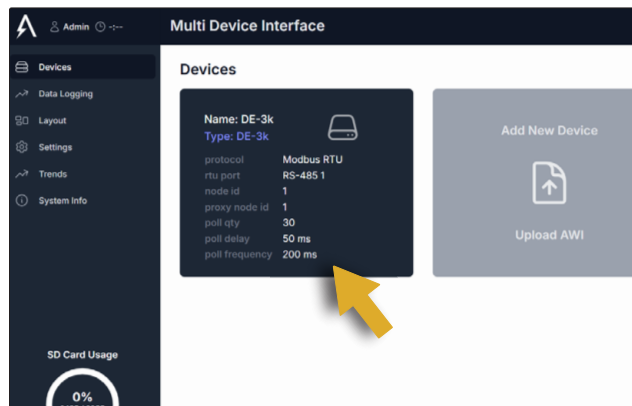 Admin -:--
Multi Device Interface
Devices
Data Logging
Layout
Settings
Trends
System Info
SD Card Usage
0%
Devices
Name: DE-3k
Type: DE-3k
protocol Modbus RTU
rtu port RS-485 1
node id 1
proxy node id 1
poll qty 30
poll delay 50 ms
poll frequency 200 ms
Add New Device
Upload AWI